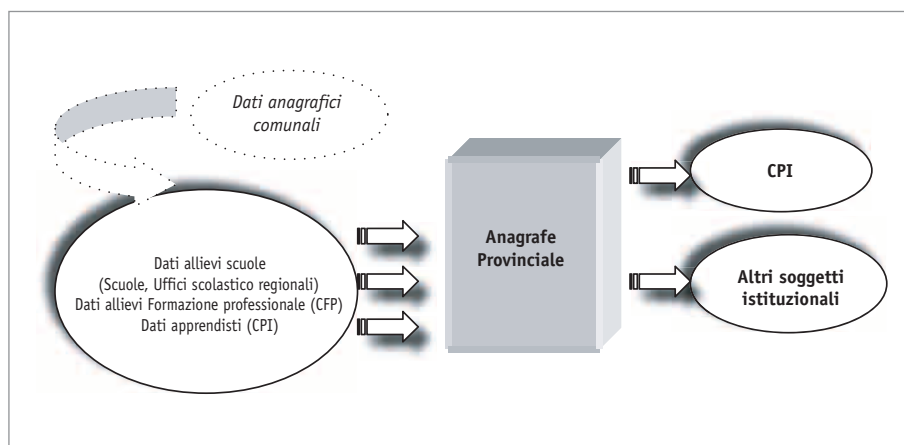 Dati anagrafici
comunali
Dati allievi scuole
(Scuole, Uffici scolastico regionali)
Dati allievi Formazione professionale (CFP)
Dati apprendisti (CPI)
Anagrafe
Provinciale
CPI
Altri soggetti
istituzionali